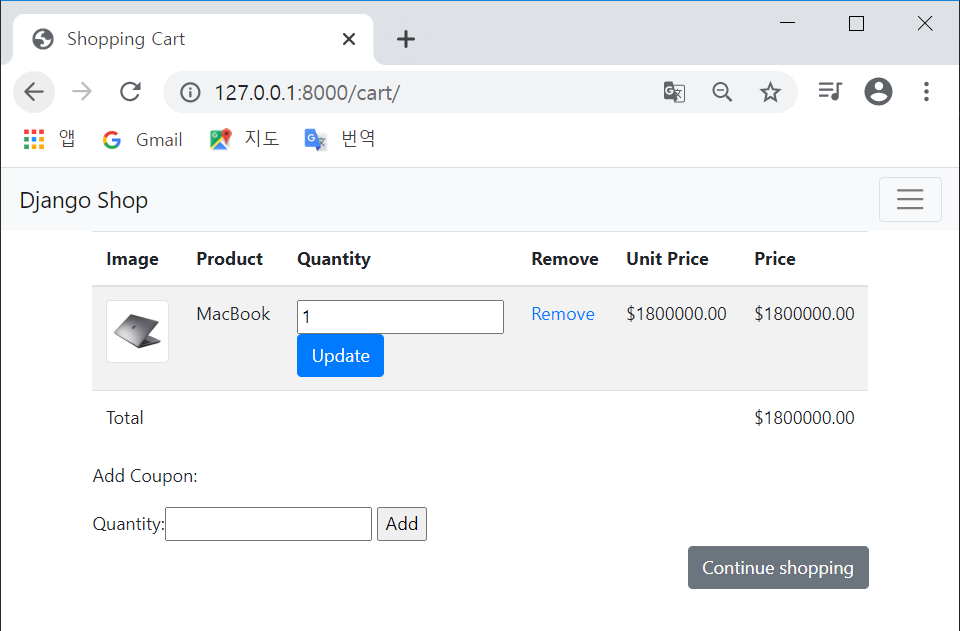 Shopping Cart
127.0.0.1:8000/cart/
앱 Gmail 지도 번역
Django Shop
Image Product Quantity Remove Unit Price Price
MacBook 1 Remove $1800000.00 $1800000.00
Update
Total $1800000.00
Add Coupon:
Quantity: Add
Continue shopping